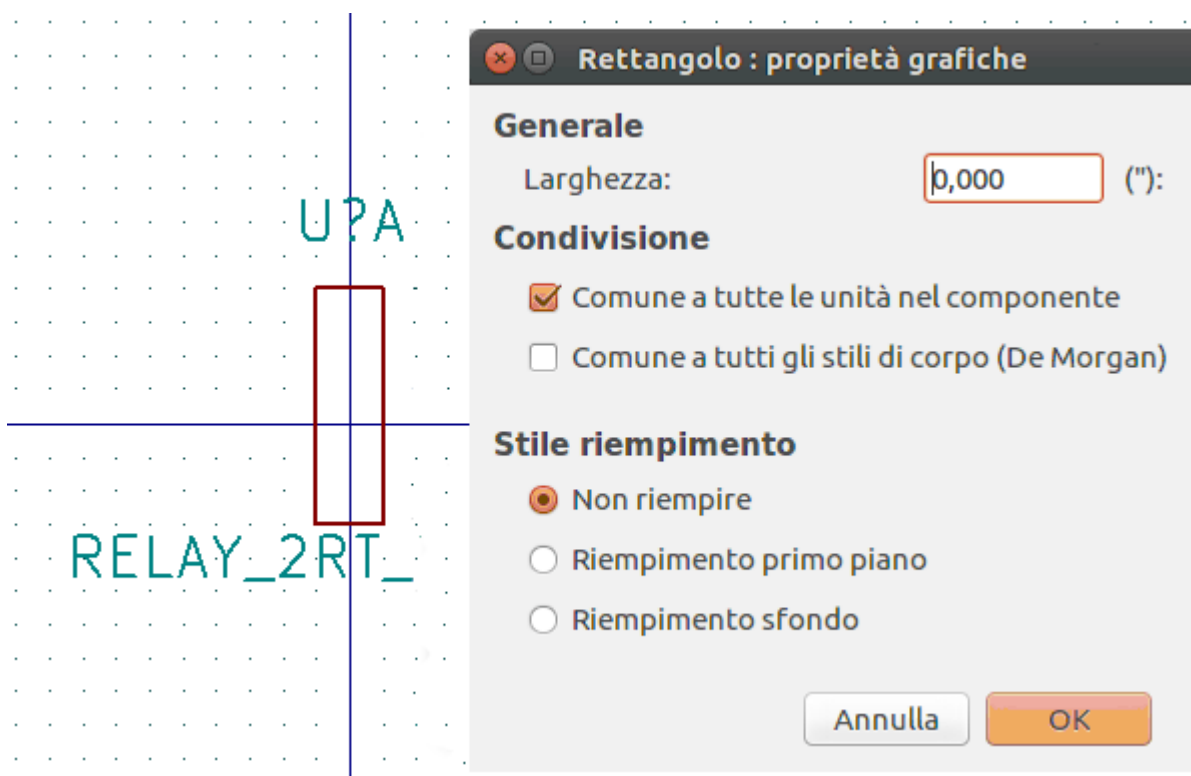 U?A
RELAY_2RT_
Rettangolo : proprietà grafiche
Generale
Larghezza: 0,000 ("):
Condivisione
Comune a tutte le unità nel componente
Comune a tutti gli stili di corpo (De Morgan)
Stile riempimento
Non riempire
Riempimento primo piano
Riempimento sfondo
Annulla OK